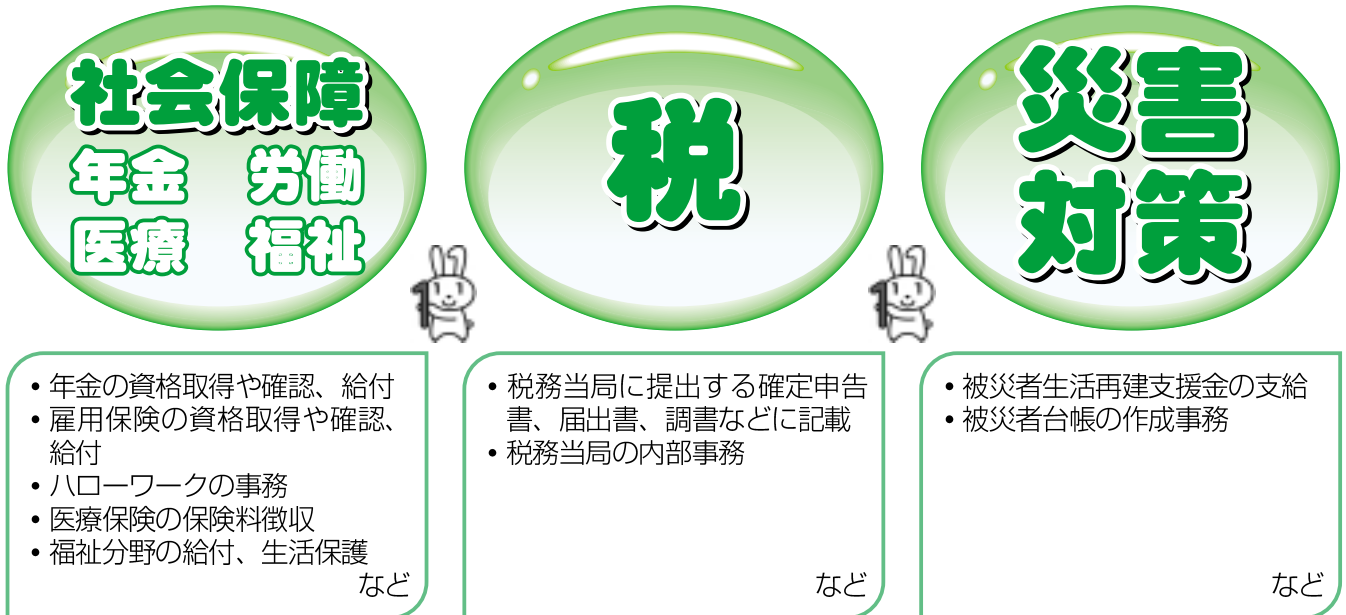 社会保障
年金 労働
医療 福祉
• 年金の資格取得や確認、給付
• 雇用保険の資格取得や確認、
給付
• ハローワークの事務
• 医療保険の保険料徴収
• 福祉分野の給付、生活保護
など
税
• 税務当局に提出する確定申告
書、届出書、調書などに記載
• 税務当局の内部事務
など
災害
対策
• 被災者生活再建支援金の支給
• 被災者台帳の作成事務
など